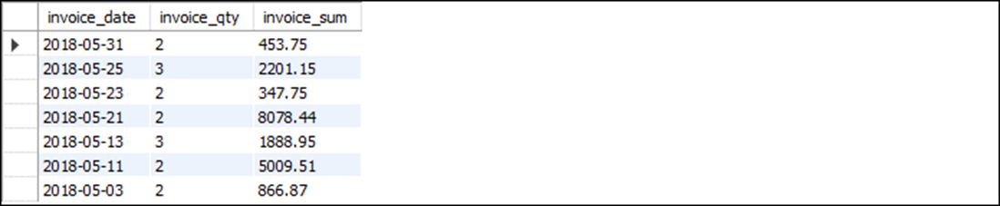 invoice_date invoice_qty invoice_sum
2018-05-31 2 453.75
2018-05-25 3 2201.15
2018-05-23 2 347.75
2018-05-21 2 8078.44
2018-05-13 3 1888.95
2018-05-11 2 5009.51
2018-05-03 2 866.87